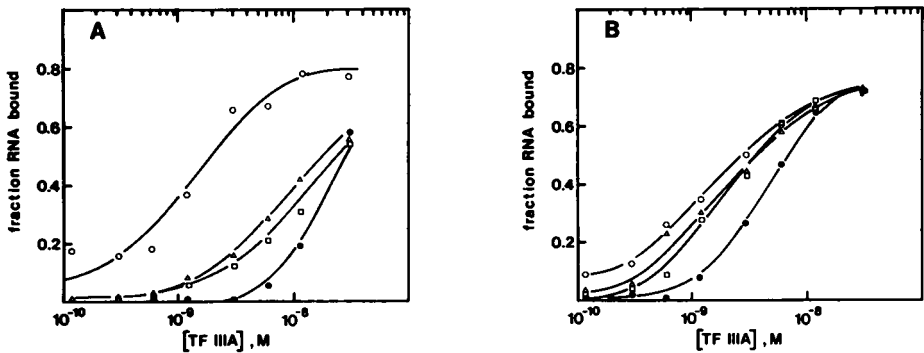 A
fraction RNA bound
0.8
0.6
0.4
0.2
10⁻¹⁰
10⁻⁹
10⁻⁸
[TF IIIA] , M
B
fraction RNA bound
0.8
0.6
0.4
0.2
10⁻¹⁰
10⁻⁹
10⁻⁸
[TF IIIA] , M